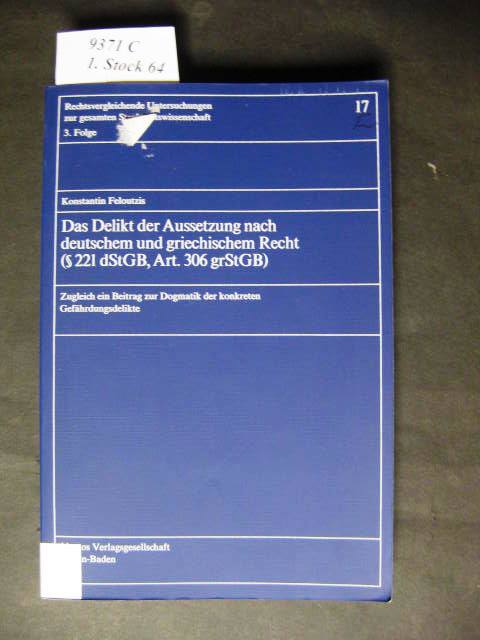 9371 C
1. Stock 64
Rechtsvergleichende Untersuchungen
zur gesamten
3. Folge
17
Konstantin Feloutzis
Das Delikt der Aussetzung nach
deutschem und griechischem Recht
(§ 221 dStGB, Art. 306 grStGB)
Zugleich ein Beitrag zur Dogmatik der konkreten
Gefährdungsdelikte
Verlagsgesellschaft